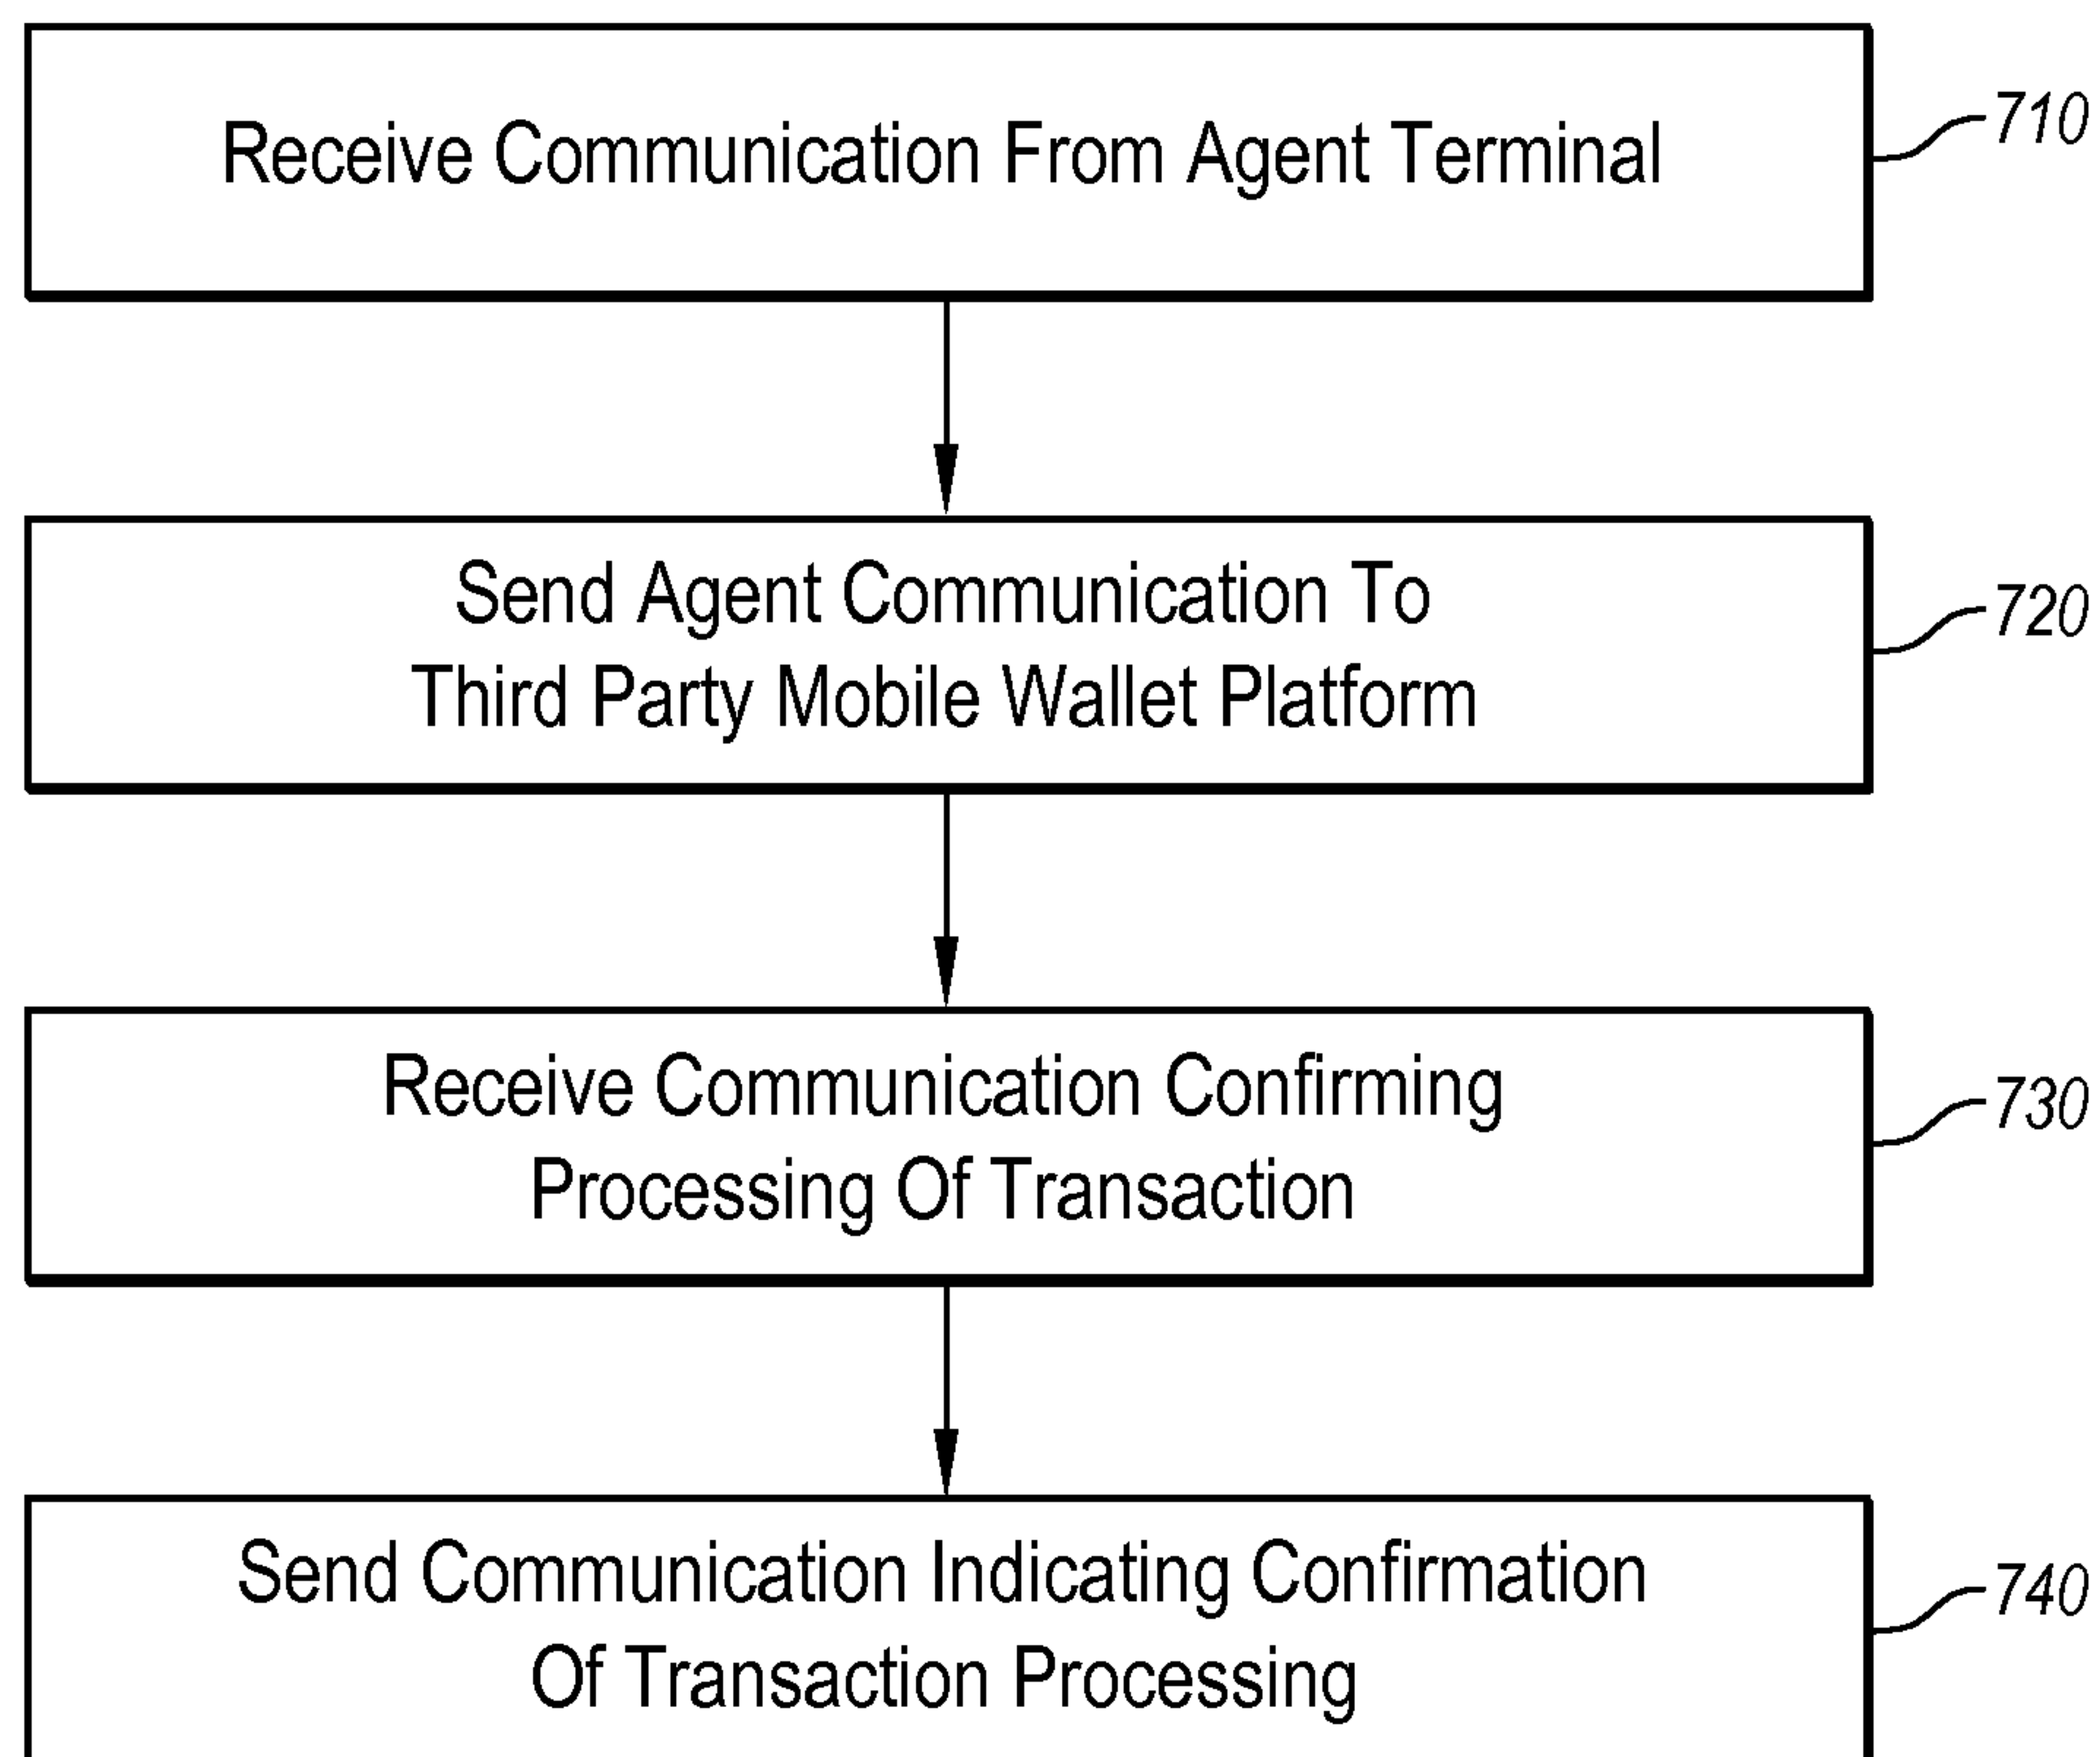 Receive Communication From Agent Terminal
710
Send Agent Communication To
Third Party Mobile Wallet Platform
720
Receive Communication Confirming
Processing Of Transaction
730
Send Communication Indicating Confirmation
Of Transaction Processing
740